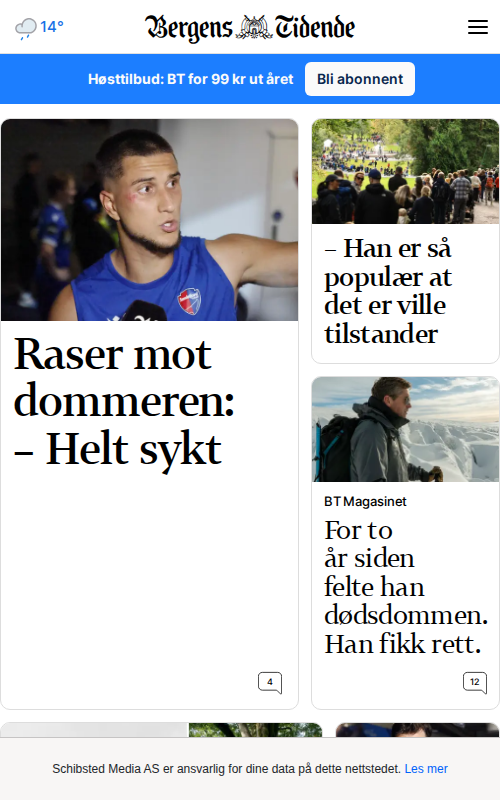 14°
Bergens Tidende
Høsttilbud: BT for 99 kr ut året
Bli abonnent
Raser mot
dommeren:
– Helt sykt
4
– Han er så
populær at
det er ville
tilstander
BT Magasinet
For to
år siden
felte han
dødsdommen.
Han fikk rett.
12
Schibsted Media AS er ansvarlig for dine data på dette nettstedet. Les mer